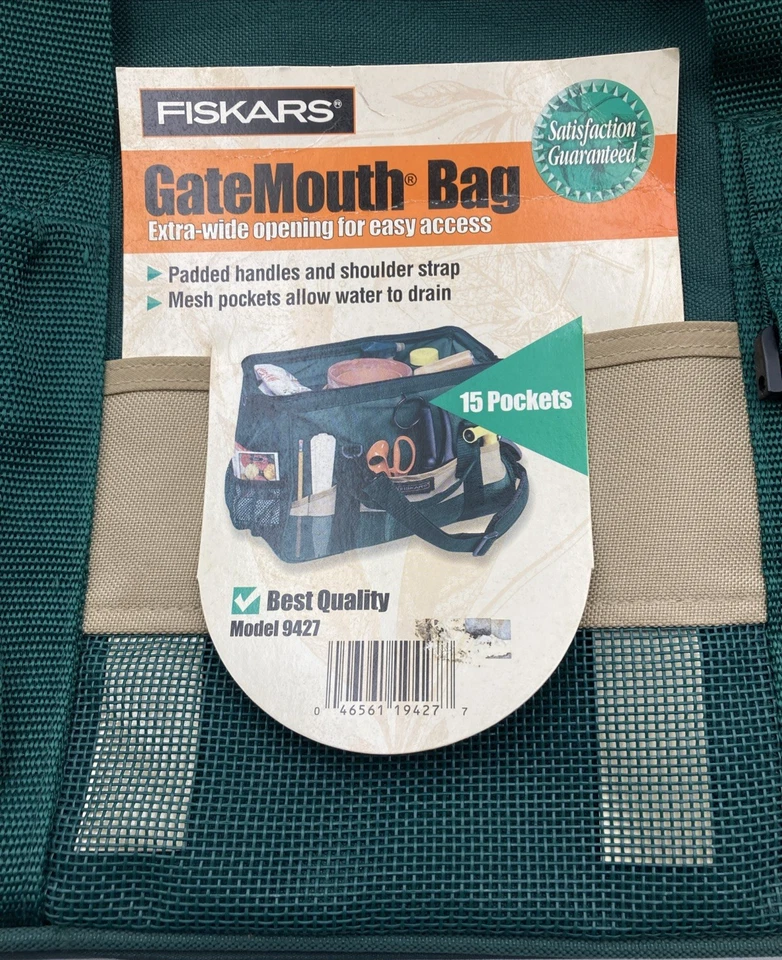 FISKARS®
Satisfaction
Guaranteed
GateMouth® Bag
Extra-wide opening for easy access
Padded handles and shoulder strap
Mesh pockets allow water to drain
15 Pockets
FISKARS
Best Quality
Model 9427
0 46561 19427 7